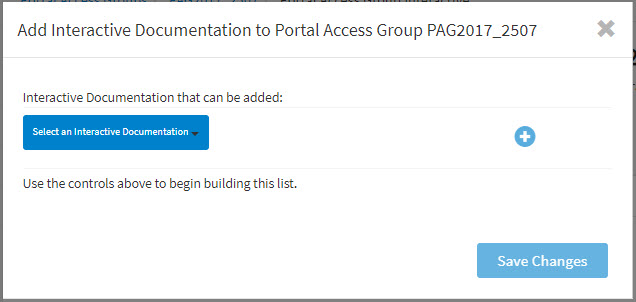 Add Interactive Documentation to Portal Access Group PAG2017_2507
Interactive Documentation that can be added:
Select an Interactive Documentation
Use the controls above to begin building this list.
Save Changes